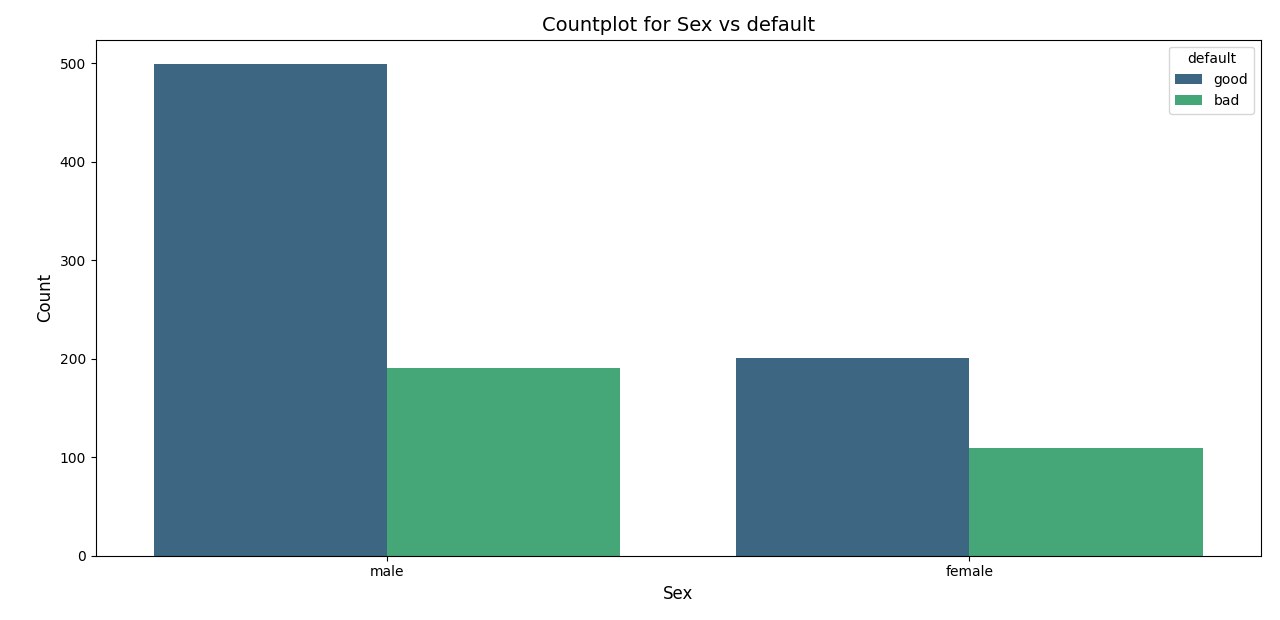 Countplot for Sex vs default
default
good
bad
500
400
300
200
100
0
Count
male
female
Sex